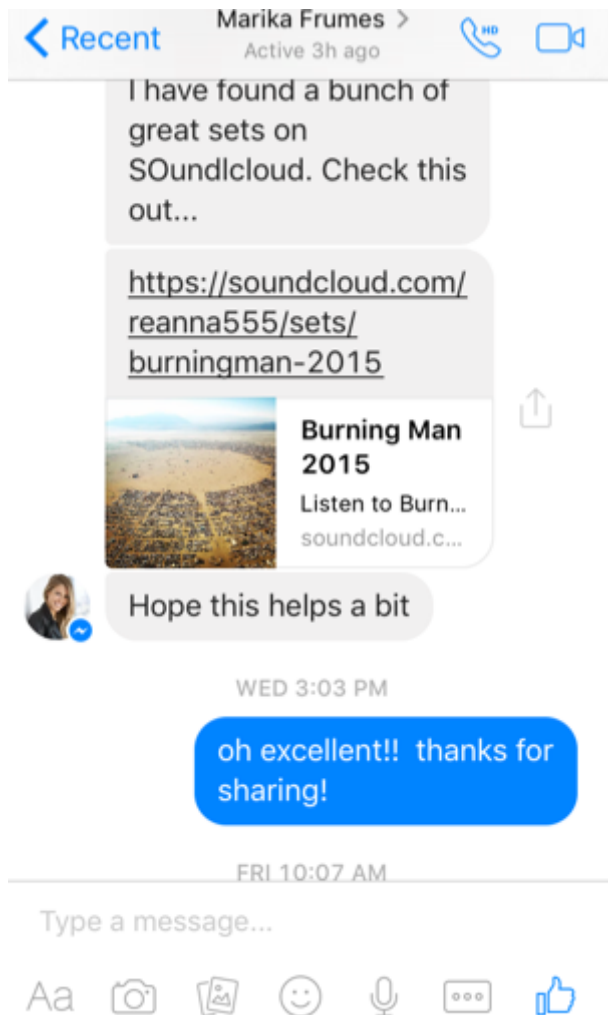 Marika Frumes >
Recent
Active 3h ago
HD
I have found a bunch of
great sets on
SOundlcloud. Check this
out...
https://soundcloud.com/
reanna555/sets/
burningman-2015
Burning Man
2015
Listen to Burn...
soundcloud.c...
Hope this helps a bit
WED 3:03 PM
oh excellent!!  thanks for
sharing!
FRI 10:07 AM
Type a message...
Aa